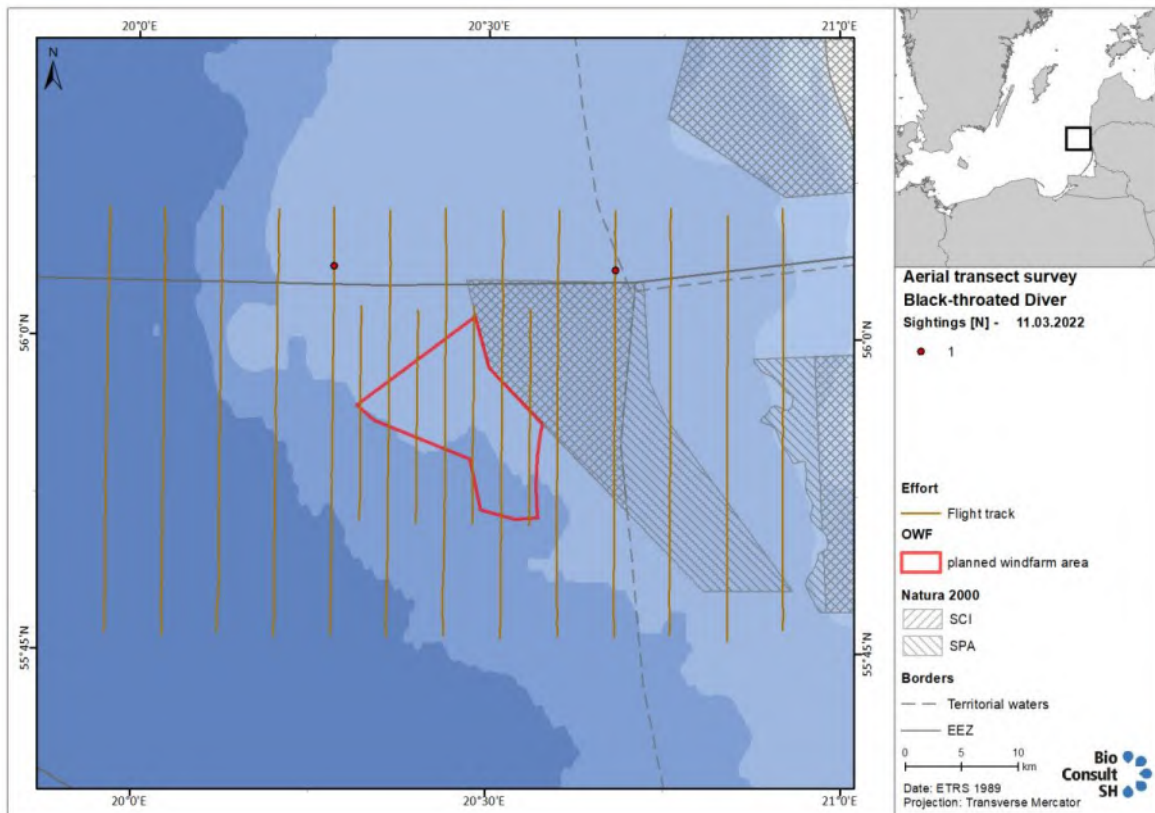 20°0'E
20°30'E
21°0'E
N
56°0'N
56°0'N
55°45'N
55°45'N
20°0'E
20°30'E
21°0'E
Aerial transect survey
Black-throated Diver
Sightings [N] - 11.03.2022
1
Effort
Flight track
OWF
planned windfarm area
Natura 2000
SCI
SPA
Borders
Territorial waters
EEZ
0 5 10
km
Date: ETRS 1989
Projection: Transverse Mercator
Bio
Consult
SH